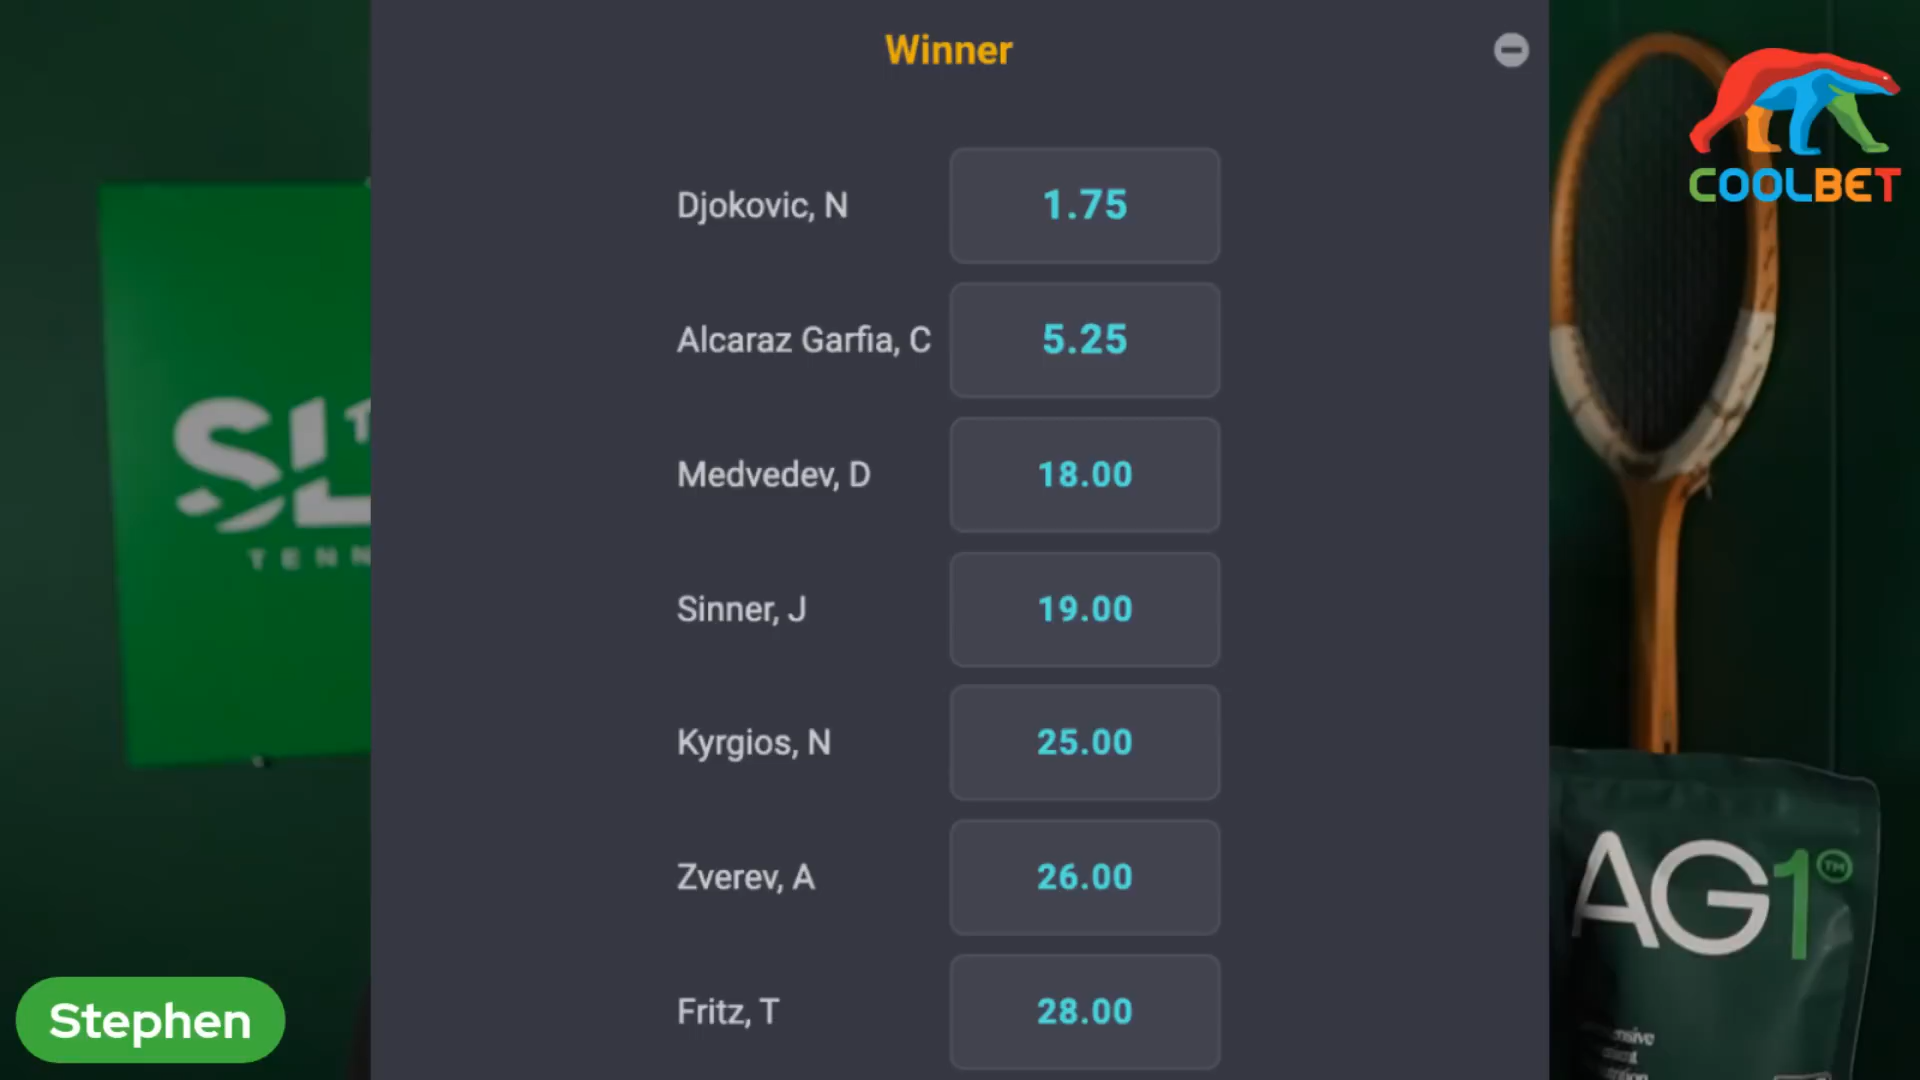 Winner
Djokovic, N 1.75
Alcaraz Garfia, C 5.25
Medvedev, D 18.00
Sinner, J 19.00
Kyrgios, N 25.00
Zverev, A 26.00
Fritz, T 28.00
COOLBET
AG1™
Stephen